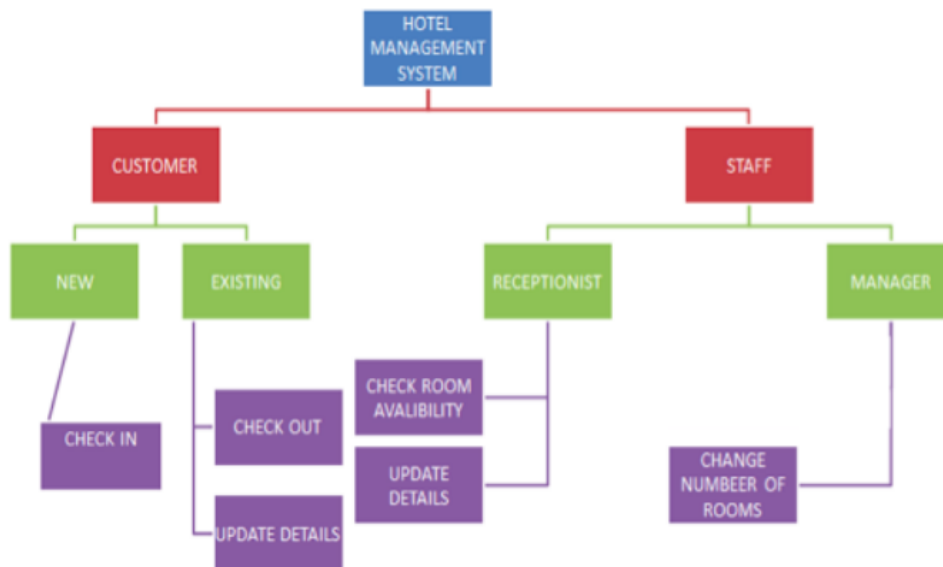 HOTEL
MANAGEMENT
SYSTEM
CUSTOMER
STAFF
NEW
EXISTING
RECEPTIONIST
MANAGER
CHECK IN
CHECK OUT
UPDATE DETAILS
CHECK ROOM
AVALIBILITY
UPDATE
DETAILS
CHANGE
NUMBEER OF
ROOMS